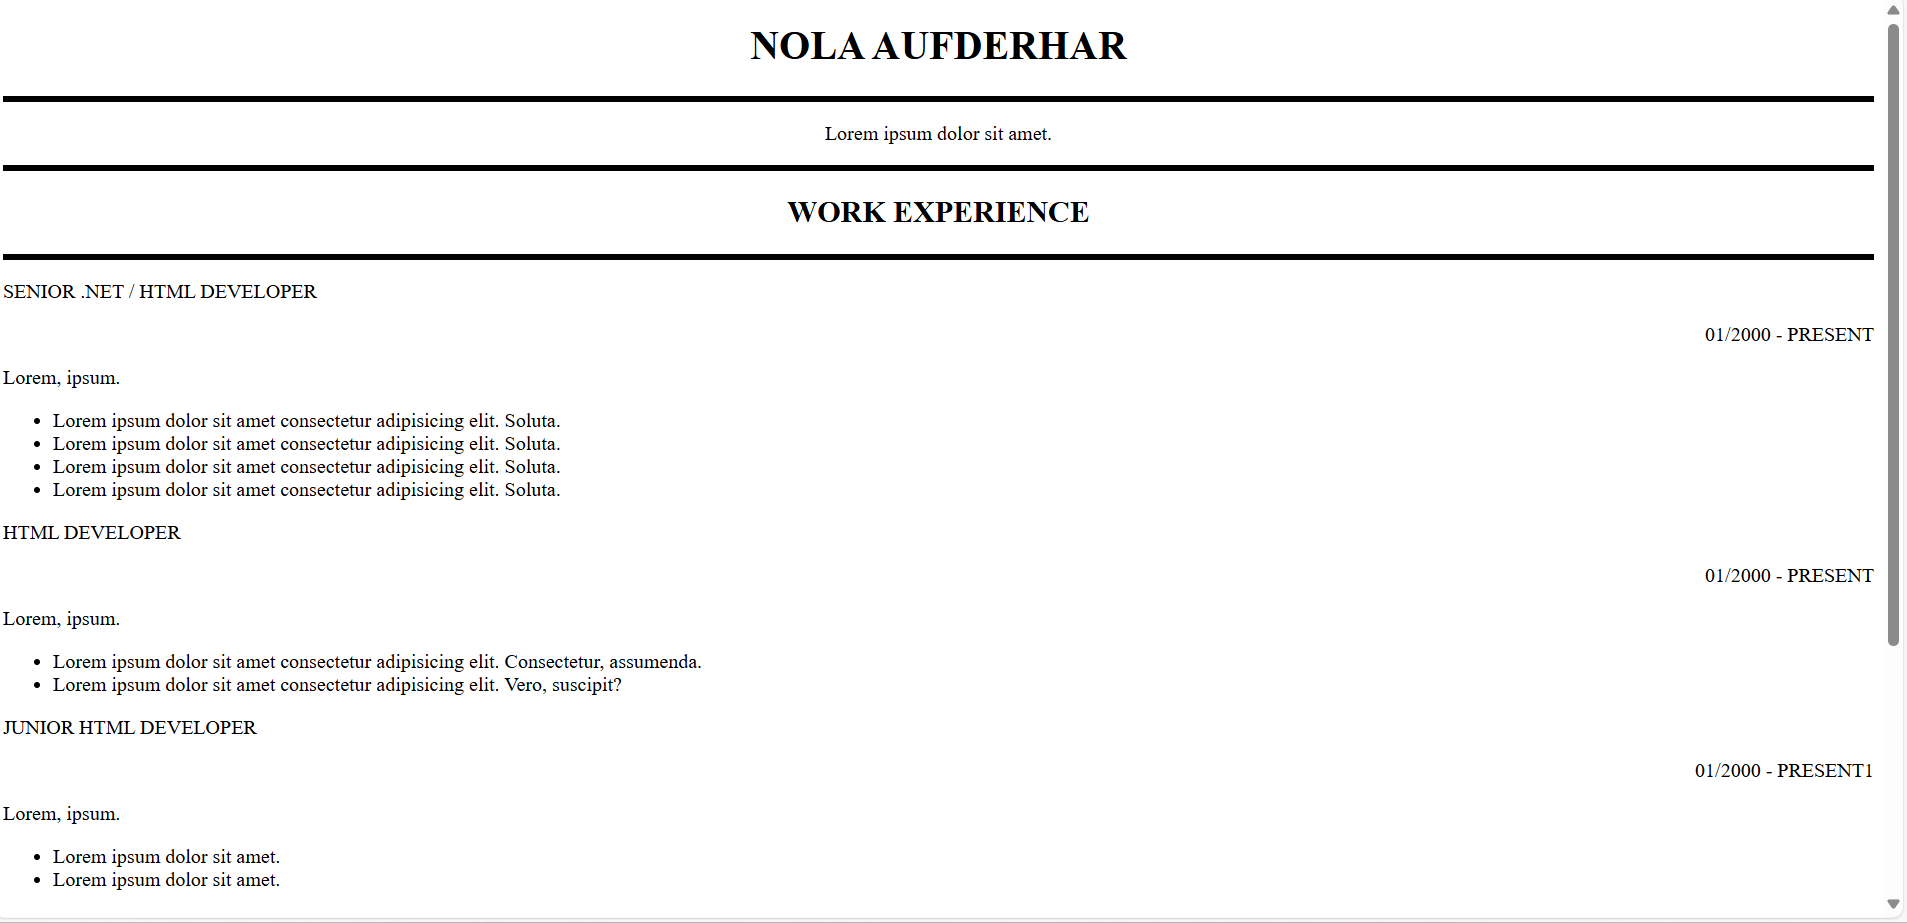 NOLA AUFDERHAR
Lorem ipsum dolor sit amet.
WORK EXPERIENCE
SENIOR .NET / HTML DEVELOPER
01/2000 - PRESENT
Lorem, ipsum.
• Lorem ipsum dolor sit amet consectetur adipisicing elit. Soluta.
• Lorem ipsum dolor sit amet consectetur adipisicing elit. Soluta.
• Lorem ipsum dolor sit amet consectetur adipisicing elit. Soluta.
• Lorem ipsum dolor sit amet consectetur adipisicing elit. Soluta.
HTML DEVELOPER
01/2000 - PRESENT
Lorem, ipsum.
• Lorem ipsum dolor sit amet consectetur adipisicing elit. Consectetur, assumenda.
• Lorem ipsum dolor sit amet consectetur adipisicing elit. Vero, suscipit?
JUNIOR HTML DEVELOPER
01/2000 - PRESENT1
Lorem, ipsum.
• Lorem ipsum dolor sit amet.
• Lorem ipsum dolor sit amet.